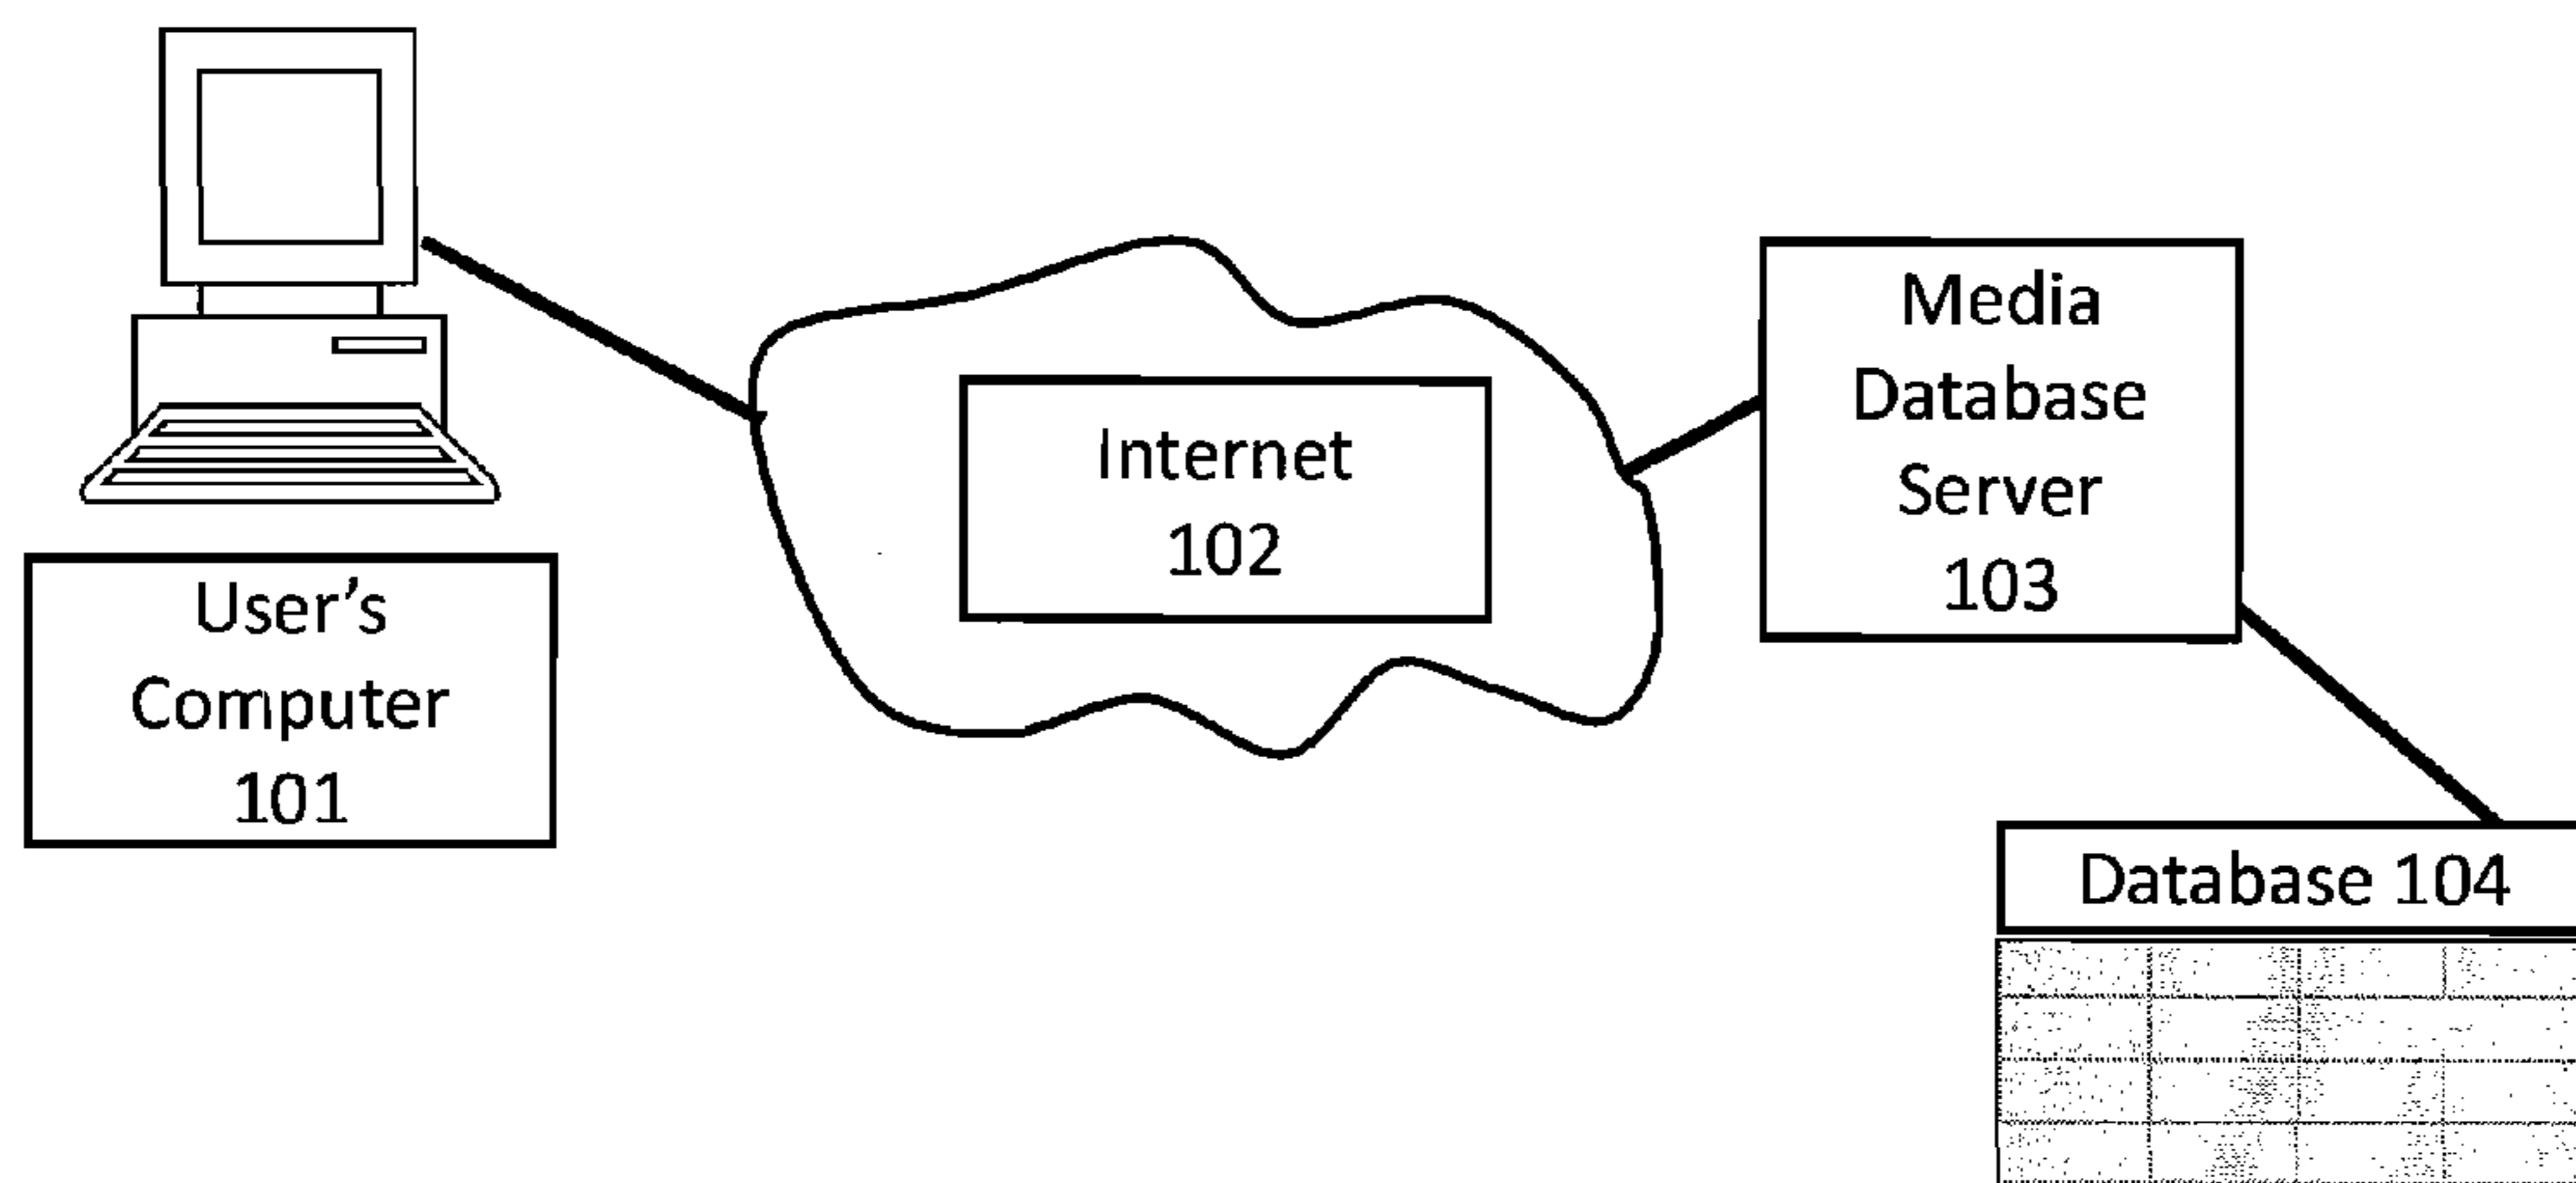 User's
Computer
101
Internet
102
Media
Database
Server
103
Database 104